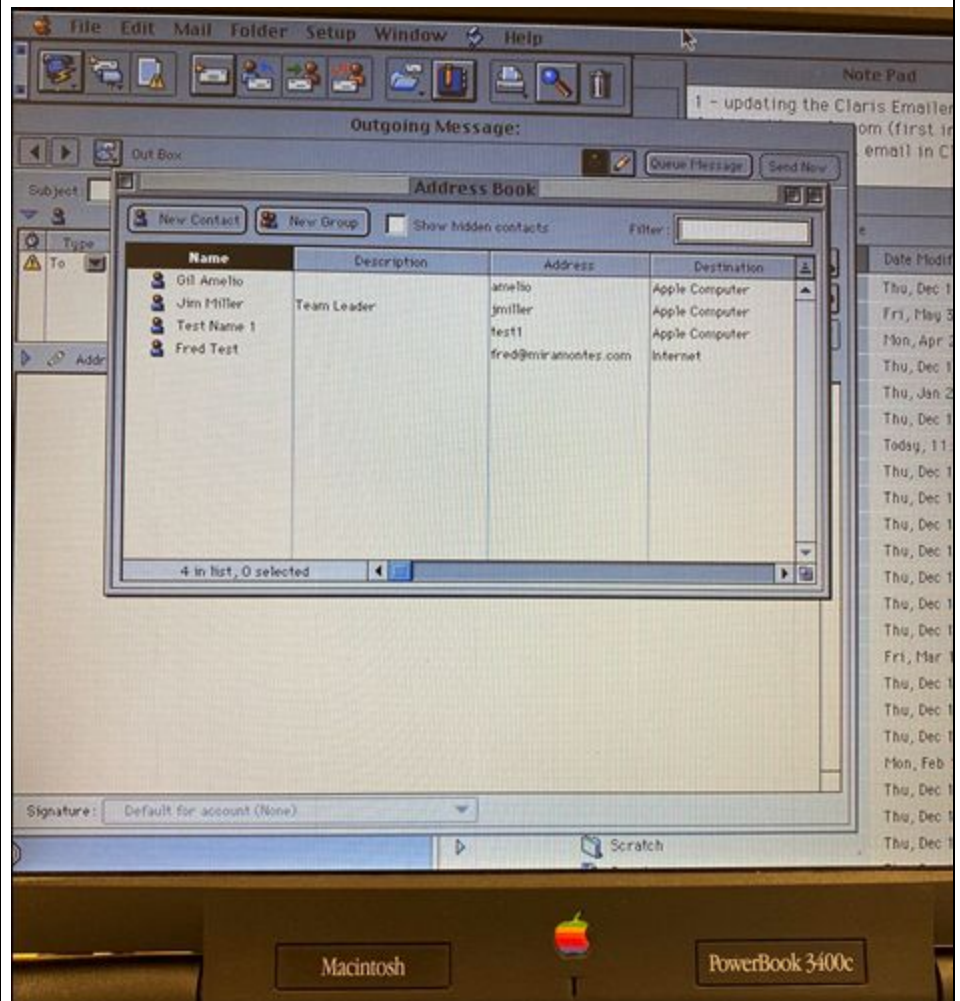 File Edit Mail Folder Setup Window Help
Note Pad
1 - updating the Claris Emailer
om (first in
email in Cl
Outgoing Message:
Out Box
Queue Message
Send Now
Subject:
Type
To
Addr
Address Book
New Contact
New Group
Show hidden contacts
Filter:
Name Description Address Destination
Gil Amelio amelio Apple Computer
Jim Miller Team Leader jmiller Apple Computer
Test Name 1 test1 Apple Computer
Fred Test fred@miramontes.com Internet
4 in list, 0 selected
Date Modif
Thu, Dec 1
Fri, May 3
Mon, Apr 2
Thu, Dec 1
Thu, Jan 2
Thu, Dec 1
Today, 11:
Thu, Dec 1
Thu, Dec 1
Thu, Dec 1
Thu, Dec 1
Thu, Dec 1
Thu, Dec 1
Thu, Dec 1
Fri, Mar 1
Thu, Dec 1
Thu, Dec 1
Thu, Dec 1
Mon, Feb
Thu, Dec 1
Thu, Dec 1
Thu, Dec 1
Signature: Default for account (None)
Scratch
Macintosh
PowerBook 3400c